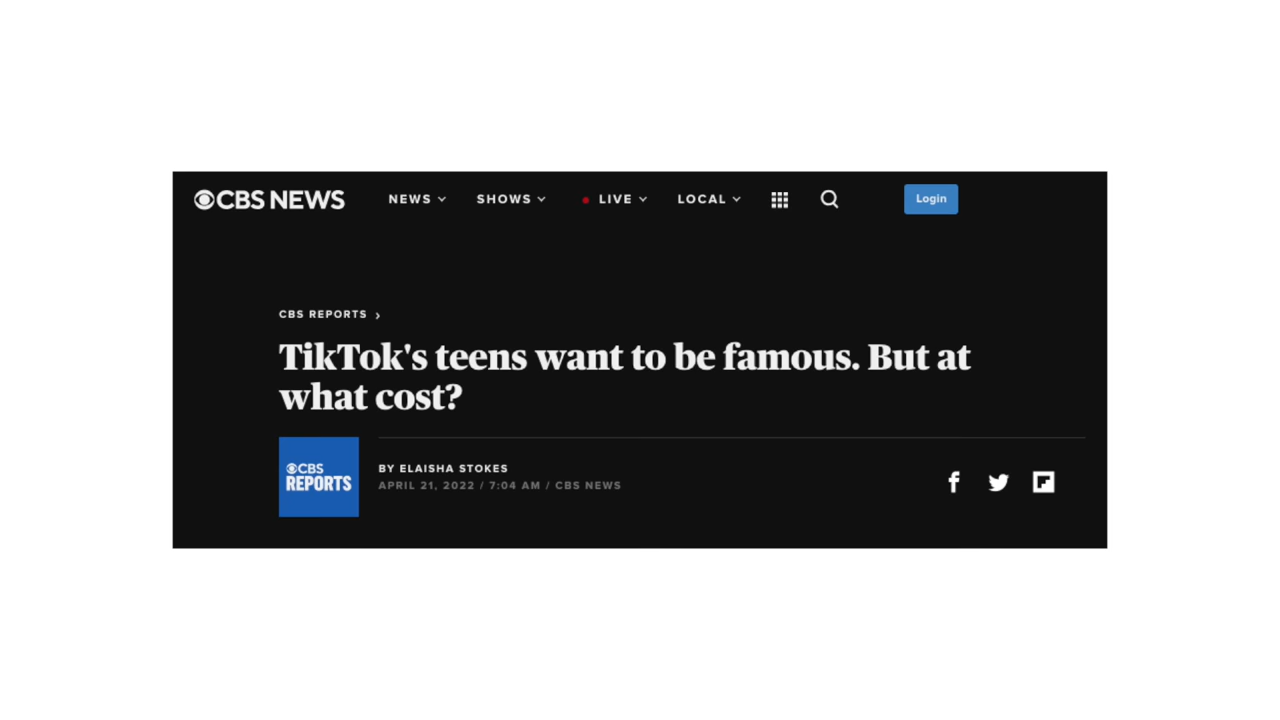 CBS NEWS NEWS SHOWS LIVE LOCAL Login
CBS REPORTS
TikTok's teens want to be famous. But at
what cost?
CBS
REPORTS
BY ELAISHA STOKES
APRIL 21, 2022 / 7:04 AM / CBS NEWS